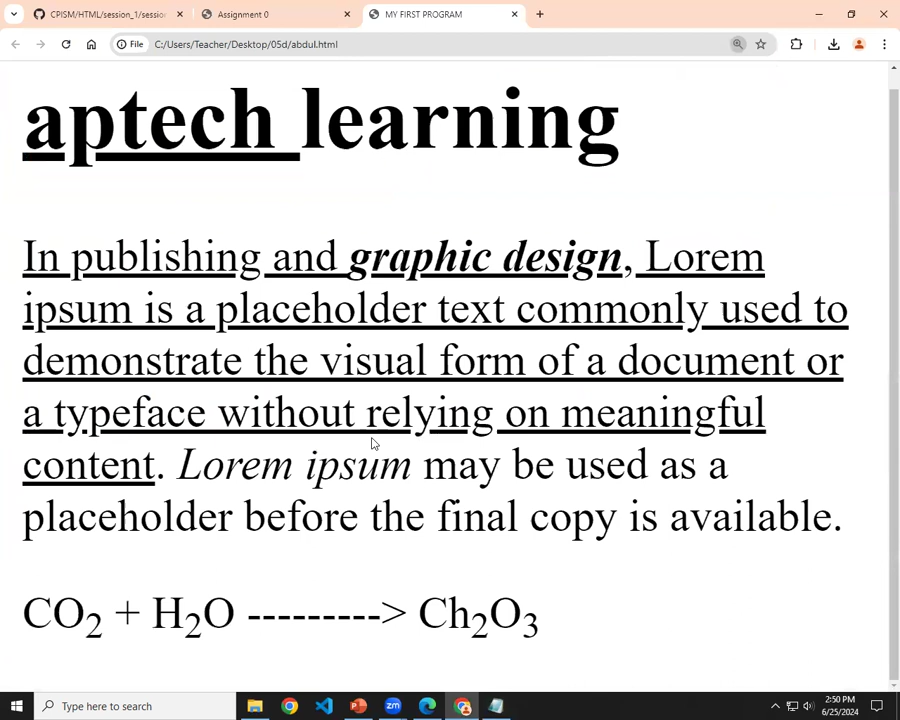 CPISM/HTML/session_1/session
Assignment 0
MY FIRST PROGRAM
File
C:/Users/Teacher/Desktop/05d/abdul.html
aptech learning
In publishing and graphic design, Lorem
ipsum is a placeholder text commonly used to
demonstrate the visual form of a document or
a typeface without relying on meaningful
content. Lorem ipsum may be used as a
placeholder before the final copy is available.
CO₂ + H₂O ---------> Ch₂O₃
Type here to search
zm
2:50 PM
6/25/2024